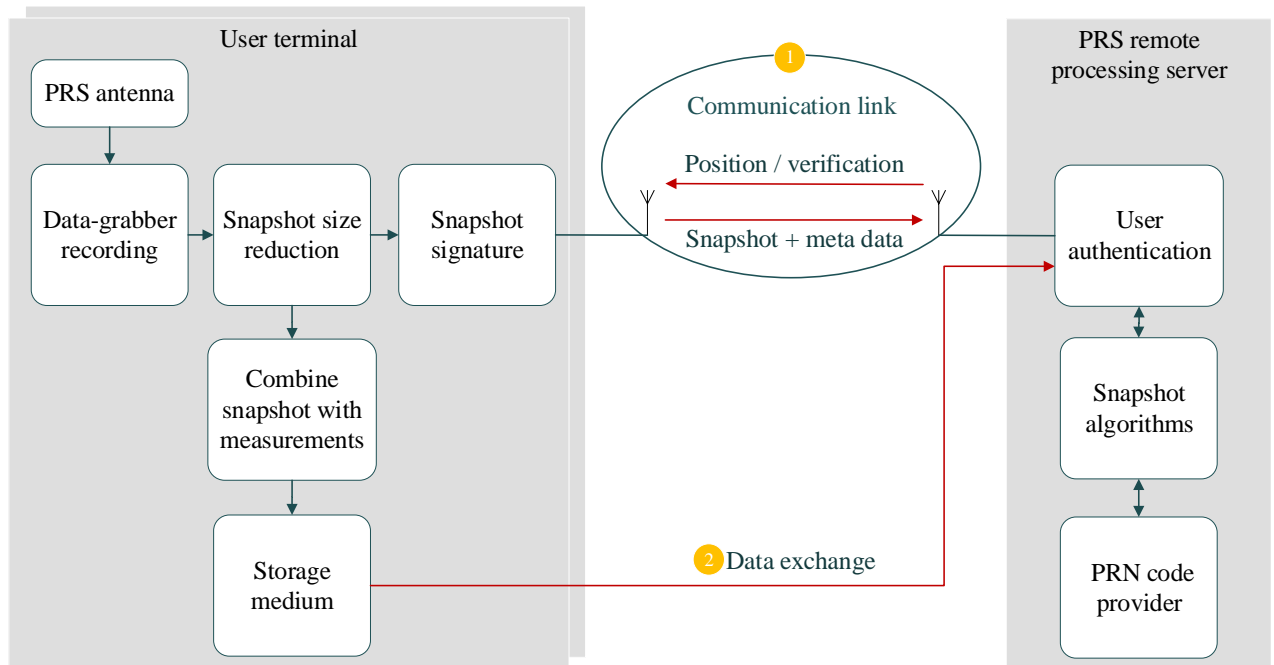 User terminal
PRS antenna
Data-grabber
recording
Snapshot size
reduction
Snapshot
signature
Combine
snapshot with
measurements
Storage
medium
1
Communication link
Position / verification
Snapshot + meta data
2 Data exchange
PRS remote
processing server
User
authentication
Snapshot
algorithms
PRN code
provider